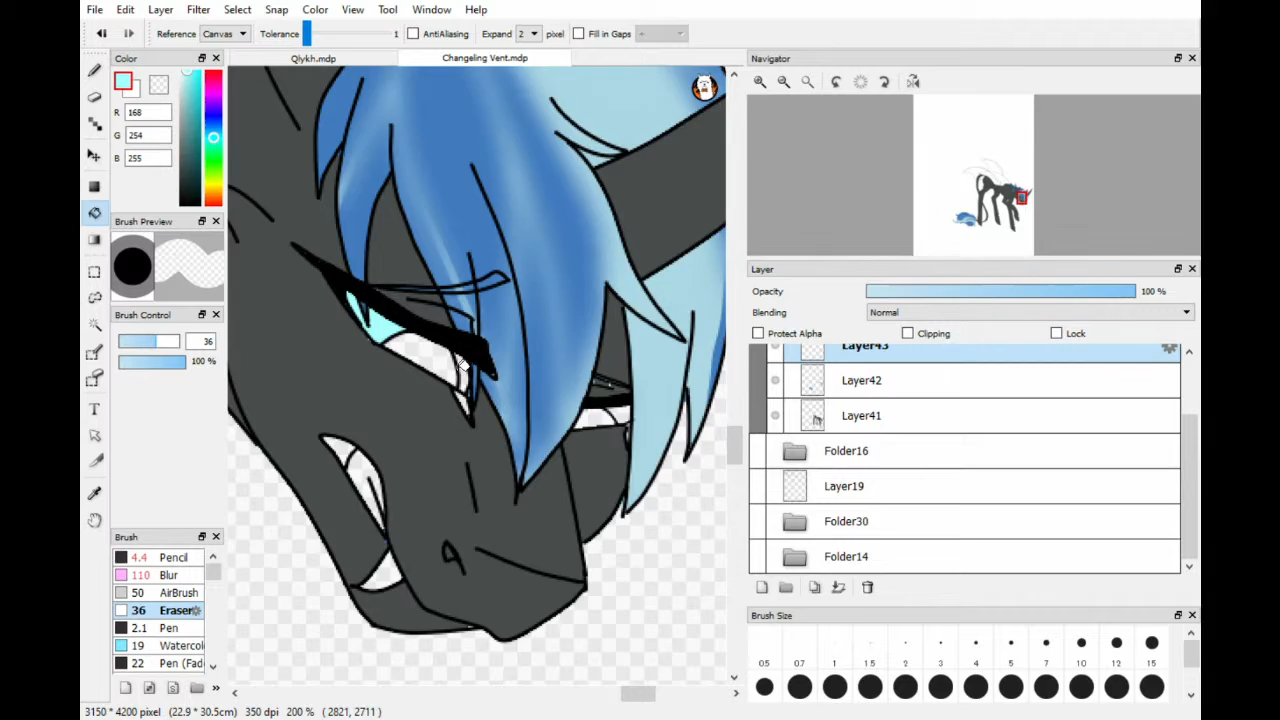 File Edit Layer Filter Select Snap Color View Tool Window Help
Reference Canvas Tolerance 1 AntiAliasing Expand 2 pixel Fill in Gaps
Color
Qlykh.mdp
Changeling Vent.mdp
Navigator
R 168
G 254
B 255
Brush Preview
Brush Control
36
100 %
Layer
Opacity 100 %
Blending Normal
Protect Alpha Clipping Lock
Layer43
Layer42
Layer41
Folder16
Layer19
Folder30
Folder14
Brush
4.4 Pencil
110 Blur
50 AirBrush
36 Eraser
2.1 Pen
19 Waterco
22 Pen (Fad
Brush Size
05 07 1 1.5 2 3 4 5 7 10 12 15
3150 * 4200 pixel (22.9 * 30.5cm) 350 dpi 200 % ( 2821, 2711 )